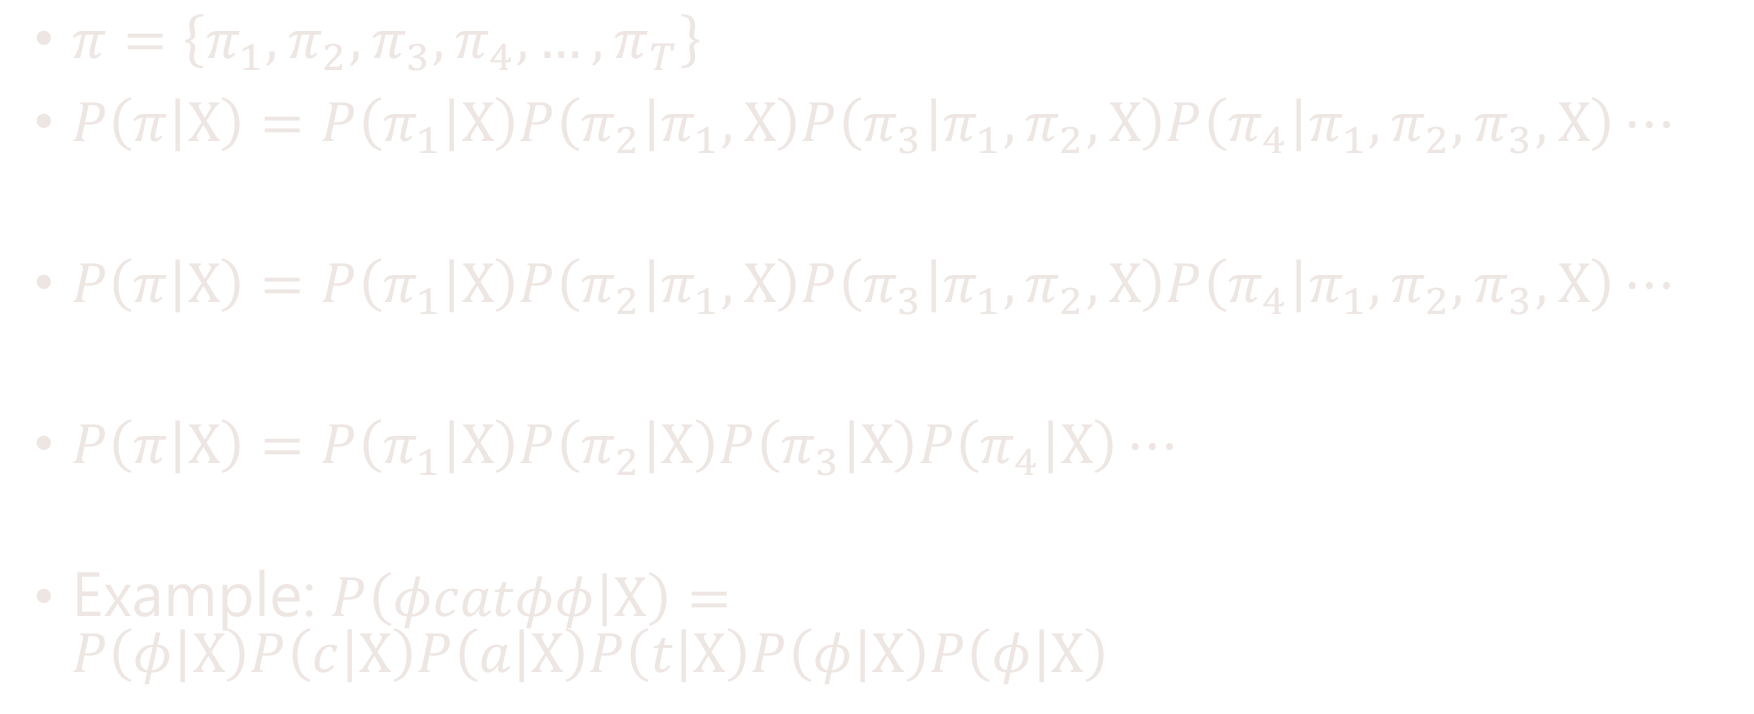 • π = {π₁, π₂, π₃, π₄, … , π_T}
• P(π|X) = P(π₁|X)P(π₂|π₁, X)P(π₃|π₁, π₂, X)P(π₄|π₁, π₂, π₃, X) ⋯
• P(π|X) = P(π₁|X)P(π₂|π₁, X)P(π₃|π₁, π₂, X)P(π₄|π₁, π₂, π₃, X) ⋯
• P(π|X) = P(π₁|X)P(π₂|X)P(π₃|X)P(π₄|X) ⋯
• Example: P(ϕcatϕϕ|X) =
P(ϕ|X)P(c|X)P(a|X)P(t|X)P(ϕ|X)P(ϕ|X)